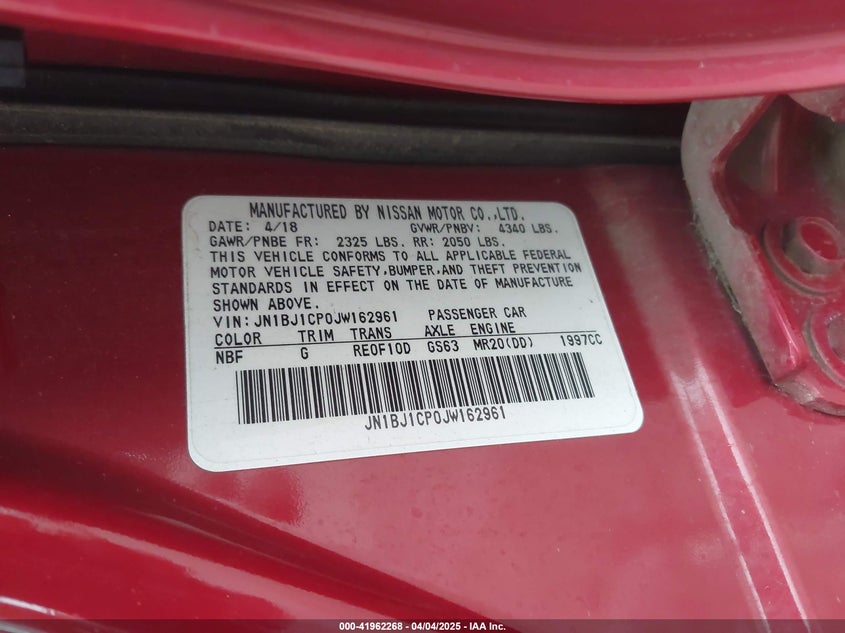 MANUFACTURED BY NISSAN MOTOR CO.,LTD.
DATE: 4/18 GVWR/PNBV: 4340 LBS.
GAWR/PNBE FR: 2325 LBS. RR: 2050 LBS.
THIS VEHICLE CONFORMS TO ALL APPLICABLE FEDERAL
MOTOR VEHICLE SAFETY,BUMPER,AND THEFT PREVENTION
STANDARDS IN EFFECT ON THE DATE OF MANUFACTURE
SHOWN ABOVE.
VIN: JN1BJ1CP0JW162961 PASSENGER CAR
COLOR TRIM TRANS AXLE ENGINE
NBF G RE0F10D GS63 MR20(DD) 1997CC
JN1BJ1CP0JW162961
000-41962268 - 04/04/2025 - IAA Inc.